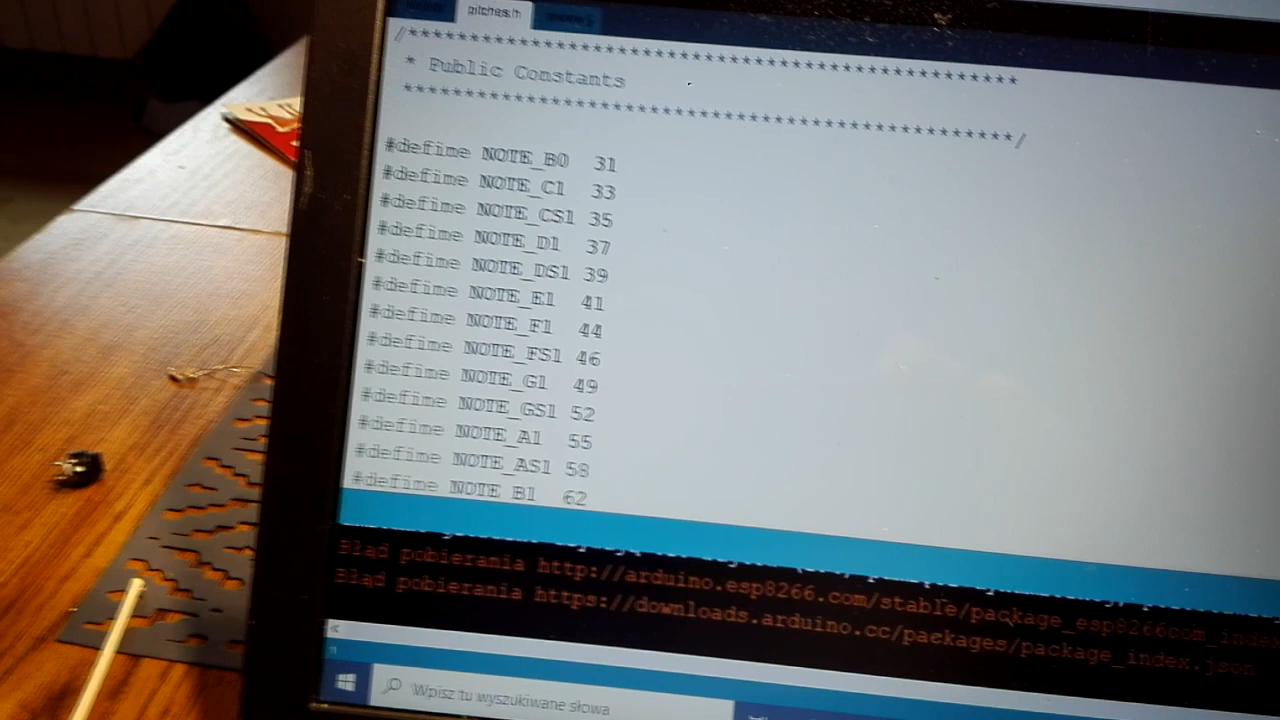 pitches.h
/**************************************************
* Public Constants
**************************************************/
#define NOTE_B0 31
#define NOTE_C1 33
#define NOTE_CS1 35
#define NOTE_D1 37
#define NOTE_DS1 39
#define NOTE_E1 41
#define NOTE_F1 44
#define NOTE_FS1 46
#define NOTE_G1 49
#define NOTE_GS1 52
#define NOTE_A1 55
#define NOTE_AS1 58
#define NOTE_B1 62
Błąd pobierania http://arduino.esp8266.com/stable/package_esp8266com_index
Błąd pobierania https://downloads.arduino.cc/packages/package_index.json
Wpisz tu wyszukiwane słowa